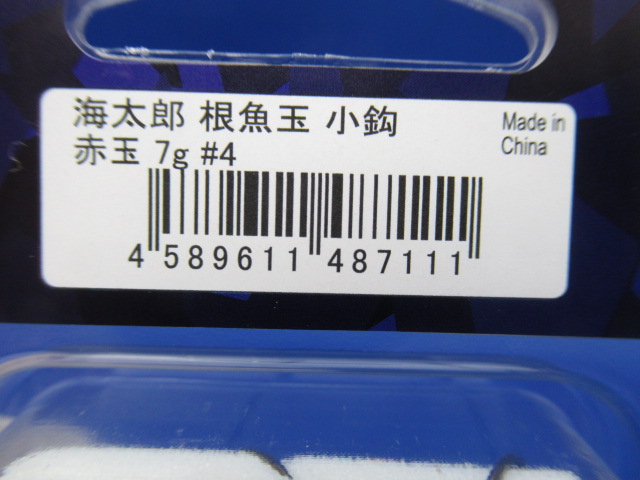 海太郎 根魚玉 小鈎
赤玉 7g #4
Made in
China
4 589611 487111